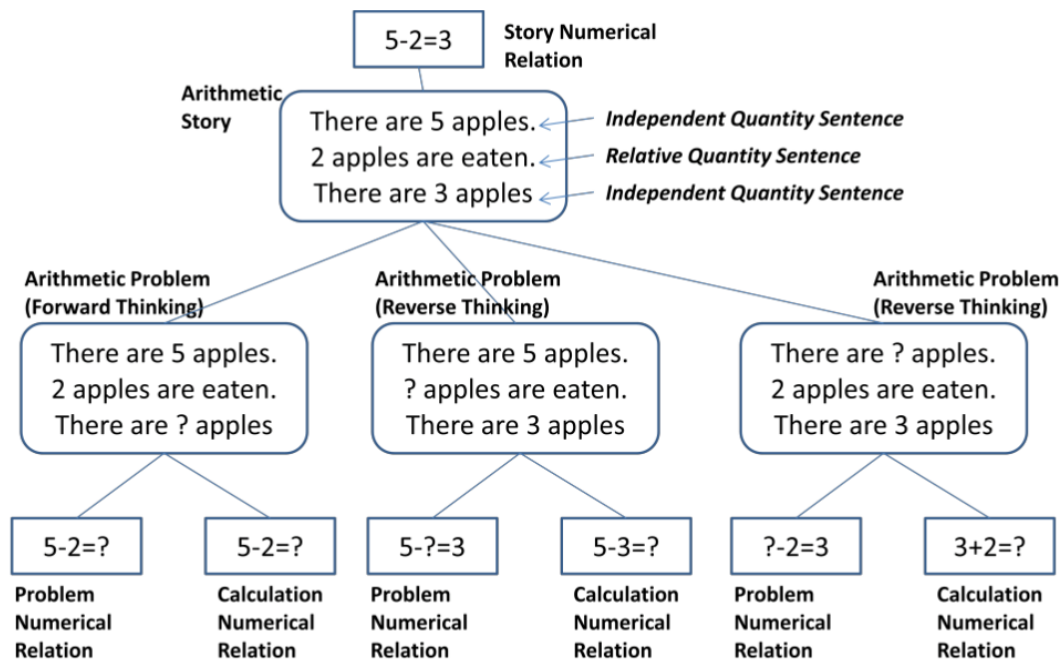 5-2=3
Story Numerical
Relation
Arithmetic
Story
There are 5 apples.
2 apples are eaten.
There are 3 apples
Independent Quantity Sentence
Relative Quantity Sentence
Independent Quantity Sentence
Arithmetic Problem
(Forward Thinking)
There are 5 apples.
2 apples are eaten.
There are ? apples
Arithmetic Problem
(Reverse Thinking)
There are 5 apples.
? apples are eaten.
There are 3 apples
Arithmetic Problem
(Reverse Thinking)
There are ? apples.
2 apples are eaten.
There are 3 apples
5-2=?
Problem
Numerical
Relation
5-2=?
Calculation
Numerical
Relation
5-?=3
Problem
Numerical
Relation
5-3=?
Calculation
Numerical
Relation
?-2=3
Problem
Numerical
Relation
3+2=?
Calculation
Numerical
Relation